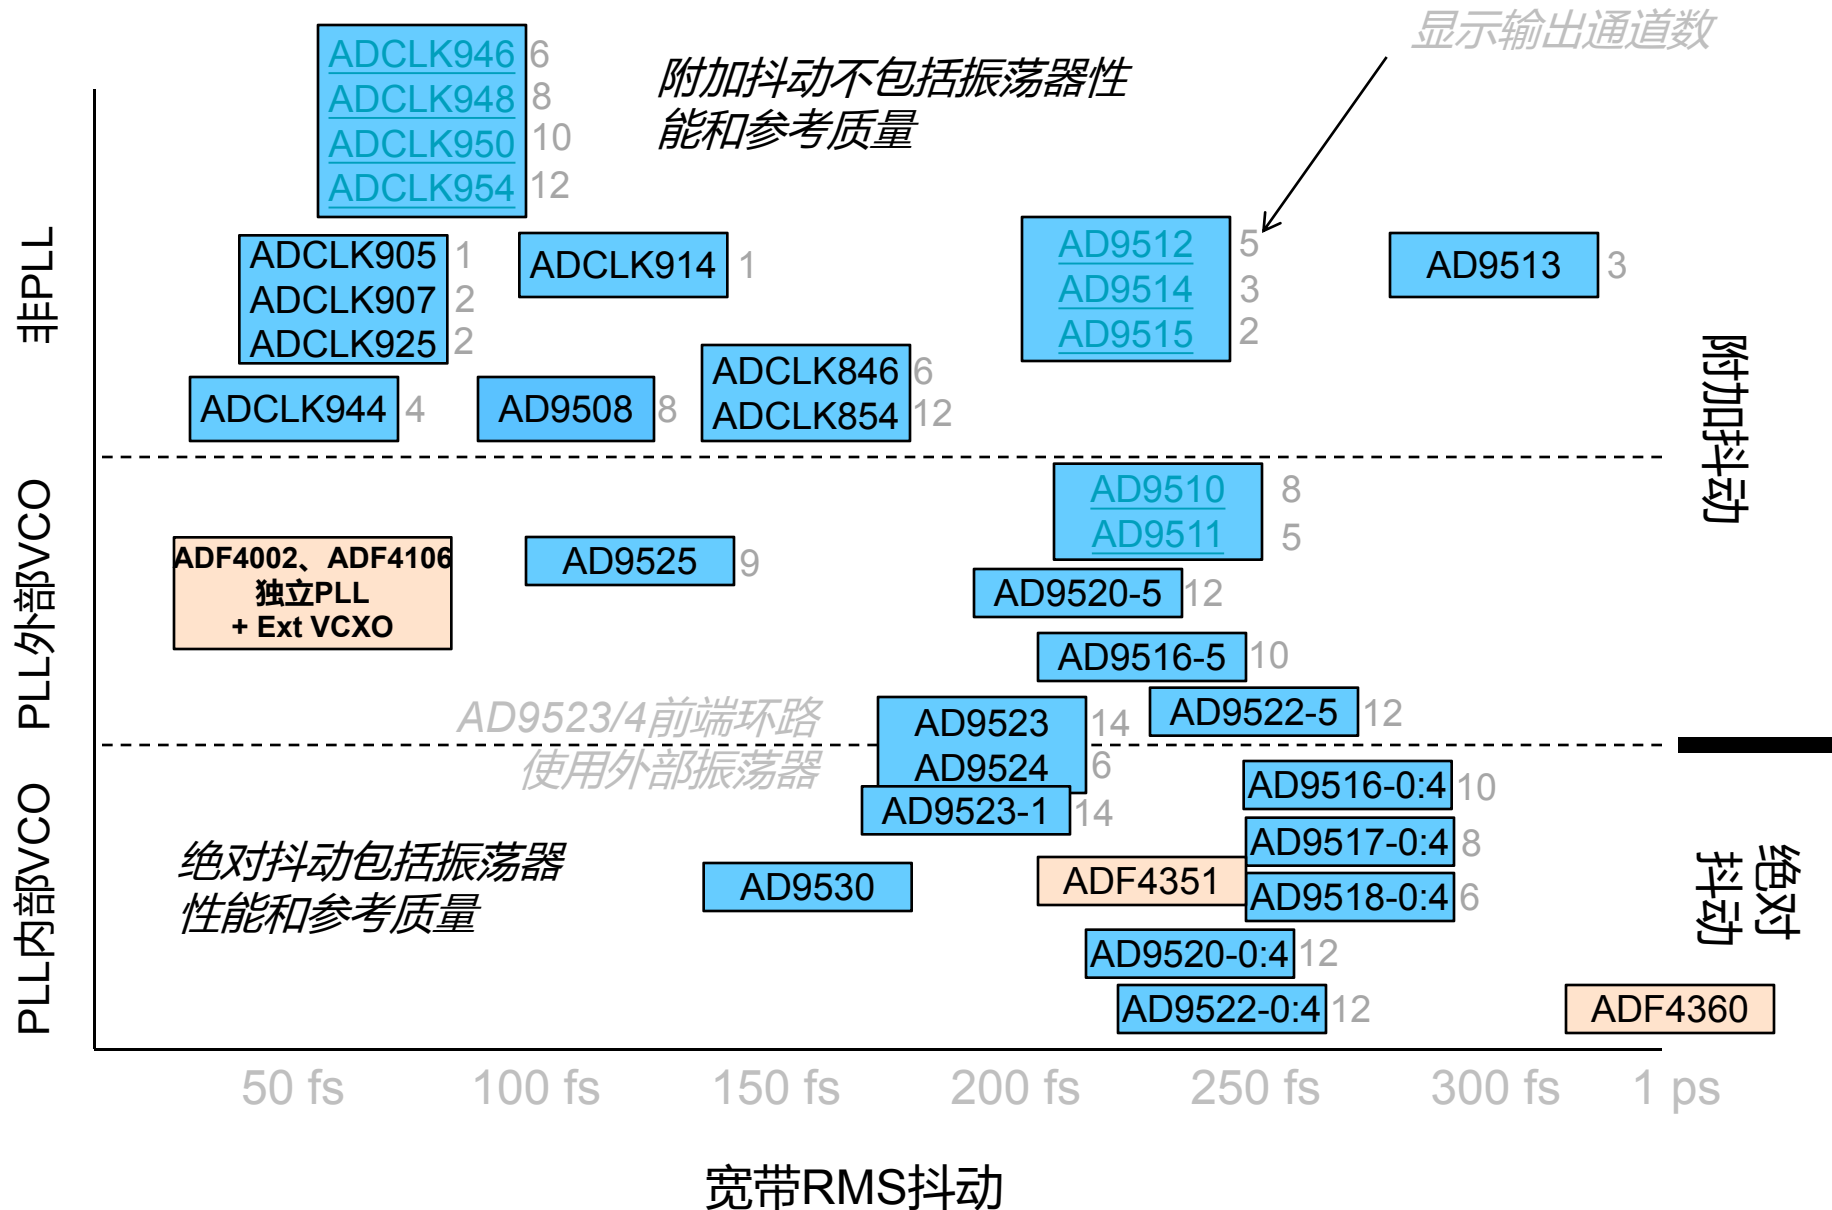 显示输出通道数
ADCLK946 6
ADCLK948 8
ADCLK950 10
ADCLK954 12
附加抖动不包括振荡器性
能和参考质量
非PLL
ADCLK905 1
ADCLK907 2
ADCLK925 2
ADCLK914 1
AD9512 5
AD9514 3
AD9515 2
AD9513 3
ADCLK944 4
AD9508 8
ADCLK846 6
ADCLK854 12
附加抖动
PLL外部VCO
ADF4002、ADF4106
独立PLL
+ Ext VCXO
AD9525 9
AD9510 8
AD9511 5
AD9520-5 12
AD9516-5 10
AD9522-5 12
AD9523/4前端环路
使用外部振荡器
AD9523 14
AD9524 6
AD9523-1 14
PLL内部VCO
绝对抖动包括振荡器
性能和参考质量
AD9530
ADF4351
AD9516-0:4 10
AD9517-0:4 8
AD9518-0:4 6
AD9520-0:4 12
AD9522-0:4 12
ADF4360
绝对
抖动
50 fs 100 fs 150 fs 200 fs 250 fs 300 fs 1 ps
宽带RMS抖动